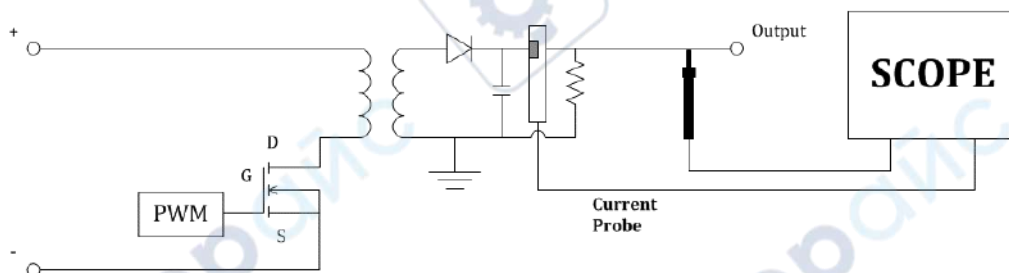 +
Output
SCOPE
D
G
PWM
S
Current
Probe
-